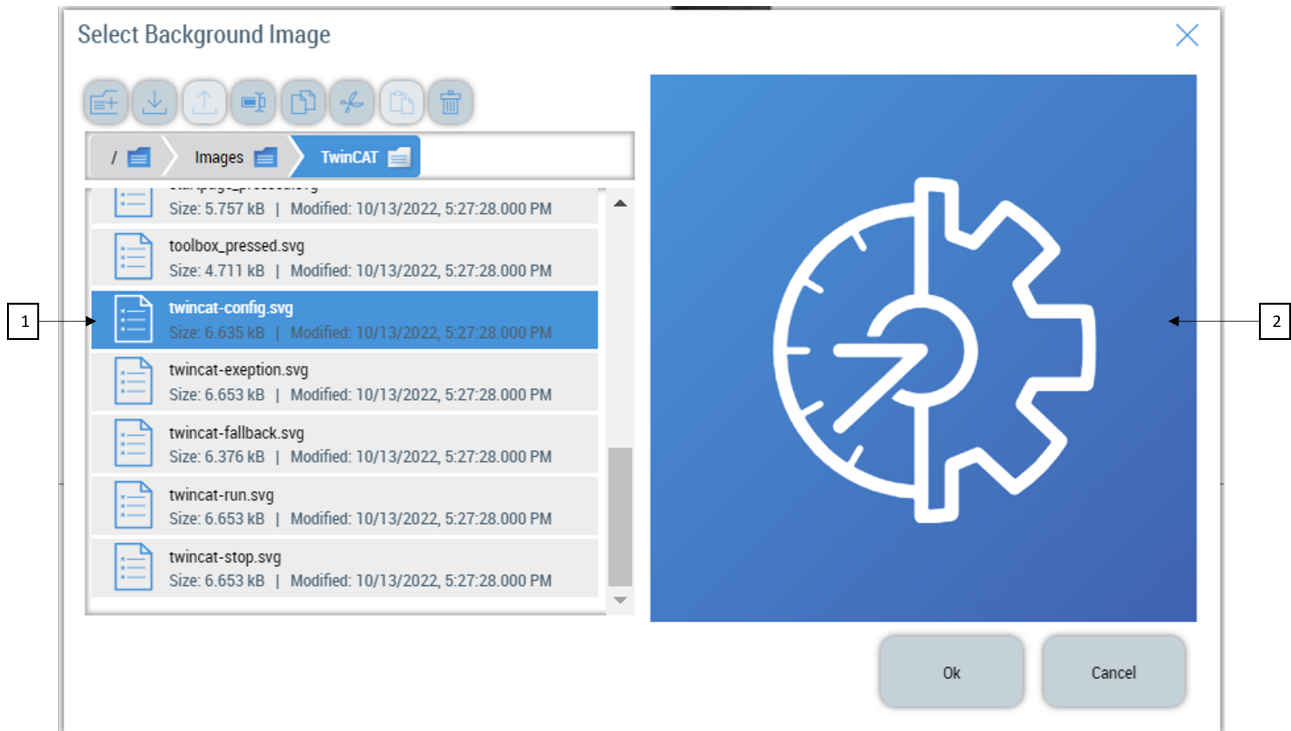 Select Background Image
/ Images TwinCAT
Size: 5.757 kB | Modified: 10/13/2022, 5:27:28.000 PM
toolbox_pressed.svg
Size: 4.711 kB | Modified: 10/13/2022, 5:27:28.000 PM
1
twincat-config.svg
2
Size: 6.635 kB | Modified: 10/13/2022, 5:27:28.000 PM
twincat-exeption.svg
Size: 6.653 kB | Modified: 10/13/2022, 5:27:28.000 PM
twincat-fallback.svg
Size: 6.376 kB | Modified: 10/13/2022, 5:27:28.000 PM
twincat-run.svg
Size: 6.653 kB | Modified: 10/13/2022, 5:27:28.000 PM
twincat-stop.svg
Size: 6.653 kB | Modified: 10/13/2022, 5:27:28.000 PM
Ok Cancel